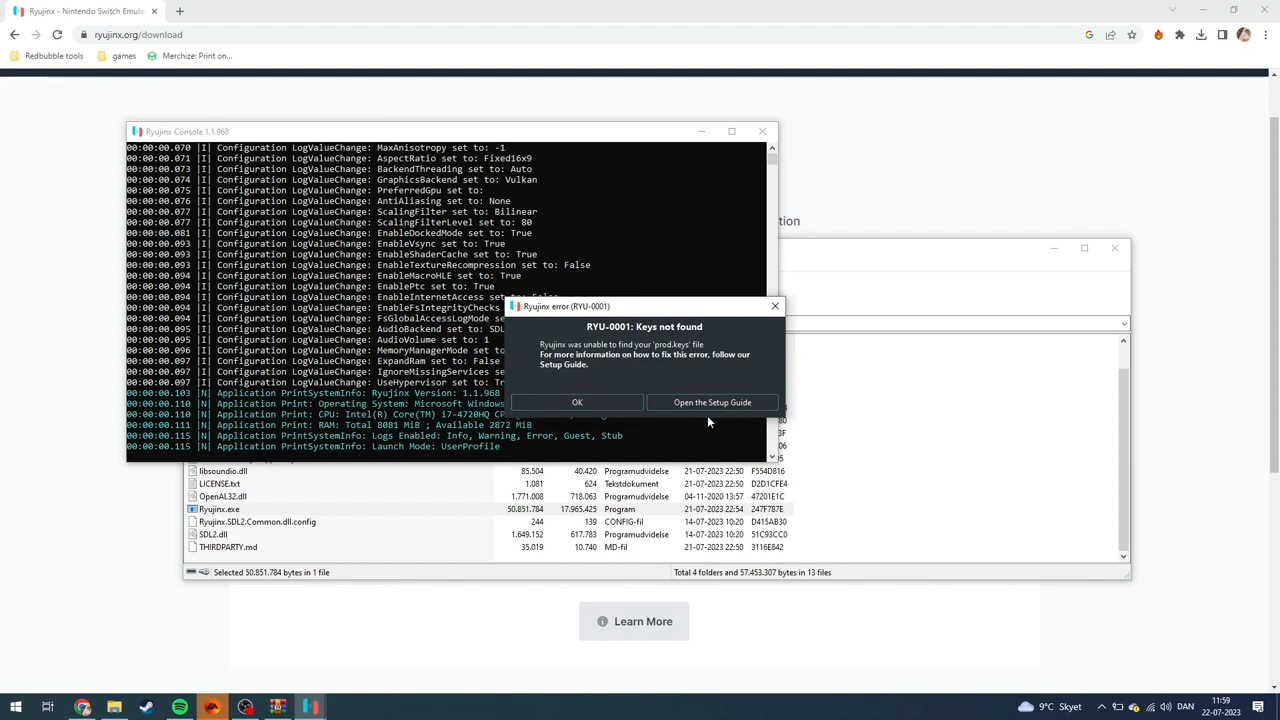 Ryujinx - Nintendo Switch Emula
ryujinx.org/download
Redbubble tools
games
Merchize: Print on...
Ryujinx Console 1.1.968
00:00:00.070 |I| Configuration LogValueChange: MaxAnisotropy set to: -1
00:00:00.071 |I| Configuration LogValueChange: AspectRatio set to: Fixed16x9
00:00:00.073 |I| Configuration LogValueChange: BackendThreading set to: Auto
00:00:00.074 |I| Configuration LogValueChange: GraphicsBackend set to: Vulkan
00:00:00.075 |I| Configuration LogValueChange: PreferredGpu set to:
00:00:00.076 |I| Configuration LogValueChange: AntiAliasing set to: None
00:00:00.077 |I| Configuration LogValueChange: ScalingFilter set to: Bilinear
00:00:00.077 |I| Configuration LogValueChange: ScalingFilterLevel set to: 80
00:00:00.081 |I| Configuration LogValueChange: EnableDockedMode set to: True
00:00:00.093 |I| Configuration LogValueChange: EnableVsync set to: True
00:00:00.093 |I| Configuration LogValueChange: EnableShaderCache set to: True
00:00:00.093 |I| Configuration LogValueChange: EnableTextureRecompression set to: False
00:00:00.094 |I| Configuration LogValueChange: EnableMacroHLE set to: True
00:00:00.094 |I| Configuration LogValueChange: EnablePtc set to: True
00:00:00.094 |I| Configuration LogValueChange: EnableInternetAccess set to: False
00:00:00.094 |I| Configuration LogValueChange: EnableFsIntegrityChecks
00:00:00.094 |I| Configuration LogValueChange: FsGlobalAccessLogMode se
00:00:00.095 |I| Configuration LogValueChange: AudioBackend set to: SDL
00:00:00.095 |I| Configuration LogValueChange: AudioVolume set to: 1
00:00:00.096 |I| Configuration LogValueChange: MemoryManagerMode set to:
00:00:00.096 |I| Configuration LogValueChange: ExpandRam set to: False
00:00:00.097 |I| Configuration LogValueChange: IgnoreMissingServices se
00:00:00.097 |I| Configuration LogValueChange: UseHypervisor set to: Tr
00:00:00.103 |N| Application PrintSystemInfo: Ryujinx Version: 1.1.968
00:00:00.110 |N| Application Print: Operating System: Microsoft Windows
00:00:00.110 |N| Application Print: CPU: Intel(R) Core(TM) i7-4720HQ
00:00:00.111 |N| Application Print: RAM: Total 8081 MiB ; Available 2872 MiB
00:00:00.115 |N| Application PrintSystemInfo: Logs Enabled: Info, Warning, Error, Guest, Stub
00:00:00.115 |N| Application PrintSystemInfo: Launch Mode: UserProfile
tion
Ryujinx error (RYU-0001)
RYU-0001: Keys not found
Ryujinx was unable to find your 'prod.keys' file
For more information on how to fix this error, follow our
Setup Guide.
OK
Open the Setup Guide
libsoundio.dll 85.504 40.420 Programudvidelse 21-07-2023 22:50 F554D816
LICENSE.txt 1.081 624 Tekstdokument 21-07-2023 22:50 D2D1CFE4
OpenAL32.dll 1.771.008 718.063 Programudvidelse 04-11-2020 13:57 47201E1C
Ryujinx.exe 50.851.784 17.965.425 Program 21-07-2023 22:54 247F787E
Ryujinx.SDL2.Common.dll.config 244 139 CONFIG-fil 14-07-2023 10:20 D415AB30
SDL2.dll 1.649.152 617.783 Programudvidelse 14-07-2023 10:20 51C93CC0
THIRDPARTY.md 35.019 10.740 MD-fil 21-07-2023 22:50 3116E842
Selected 50.851.784 bytes in 1 file
Total 4 folders and 57.453.307 bytes in 13 files
Learn More
9°C Skyet
DAN
11:59
22-07-2023